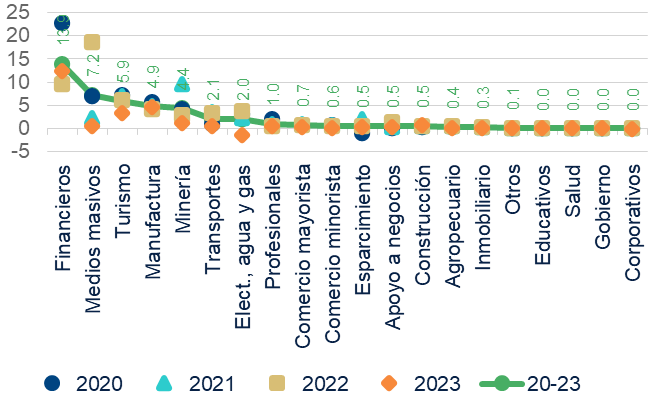 25
20
15
10
5
0
-5
7.2
5.9
4.9
4.4
2.1
2.0
1.0
0.7
0.6
0.5
0.5
0.5
0.4
0.3
0.1
0.0
0.0
0.0
0.0
Financieros
Medios masivos
Turismo
Manufactura
Minería
Transportes
Elect., agua y gas
Profesionales
Comercio mayorista
Comercio minorista
Esparcimiento
Apoyo a negocios
Construcción
Agropecuario
Inmobiliario
Otros
Educativos
Salud
Gobierno
Corporativos
2020 2021 2022 2023 20-23